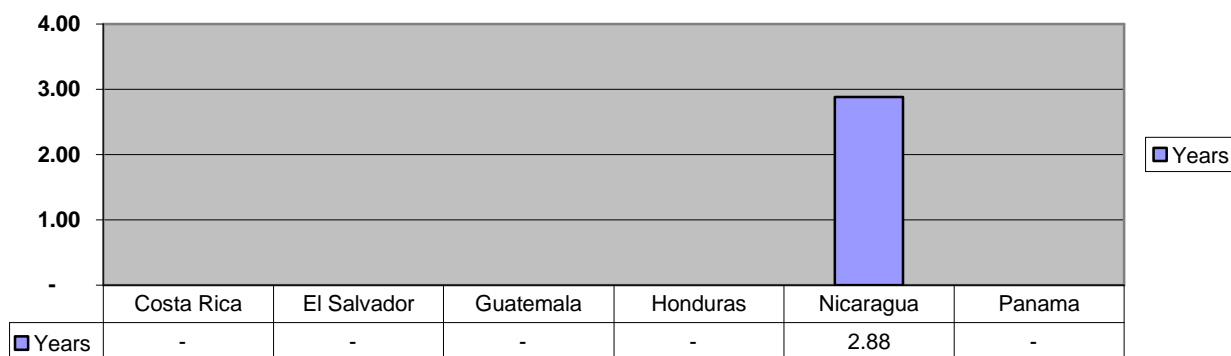 4.00
3.00
2.00
1.00
-
Years
Costa Rica El Salvador Guatemala Honduras Nicaragua Panama
Years - - - - 2.88 -